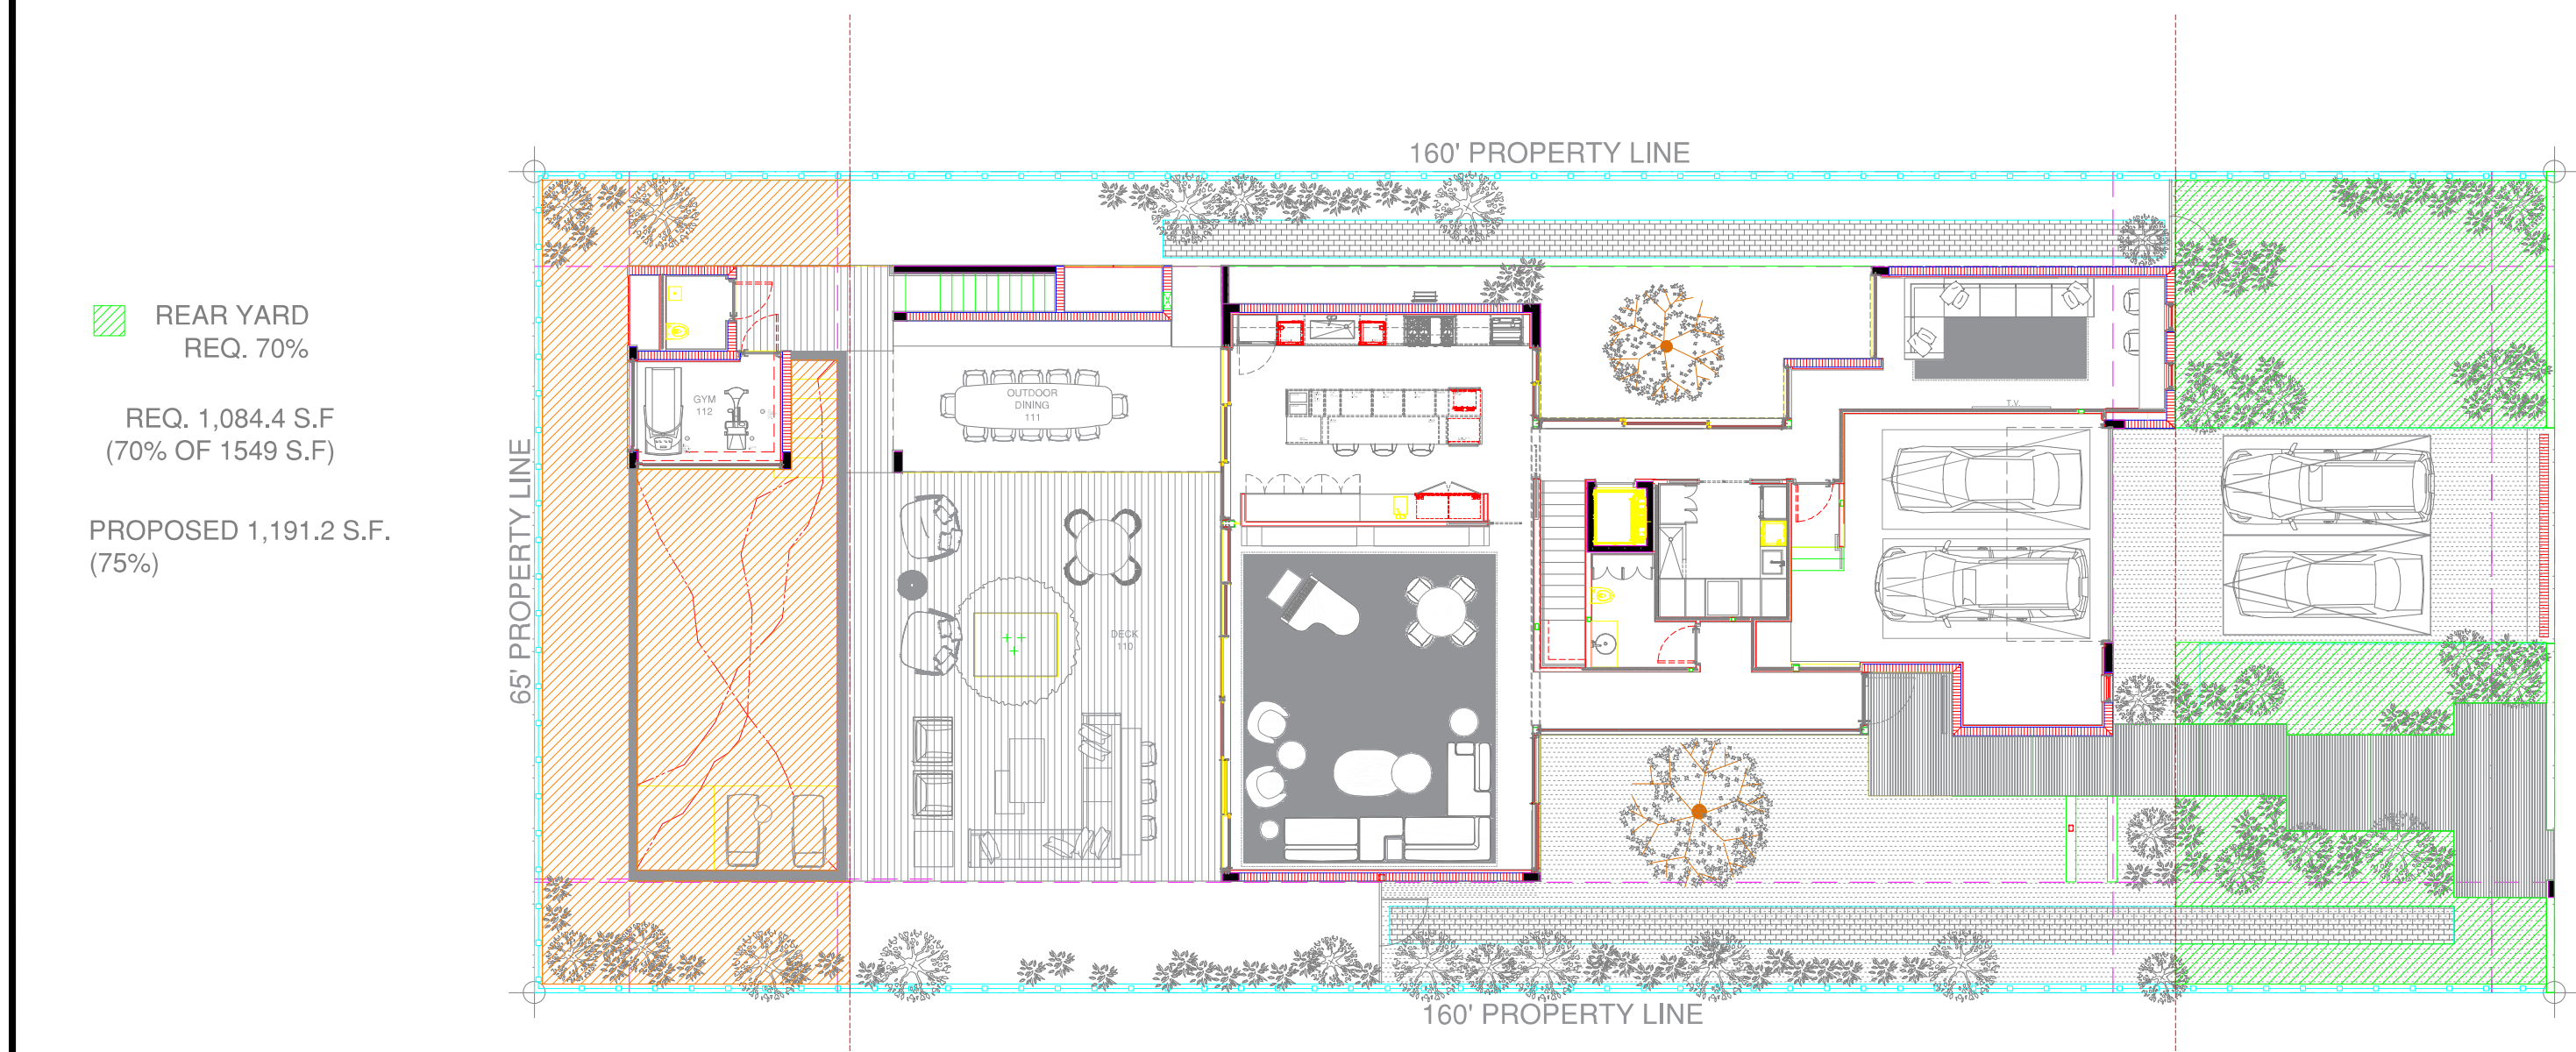 160' PROPERTY LINE
REAR YARD
REQ. 70%
REQ. 1,084.4 S.F
(70% OF 1549 S.F)
PROPOSED 1,191.2 S.F.
(75%)
65' PROPERTY LINE
GYM
112
OUTDOOR
DINING
111
T.V.
DECK
110
160' PROPERTY LINE